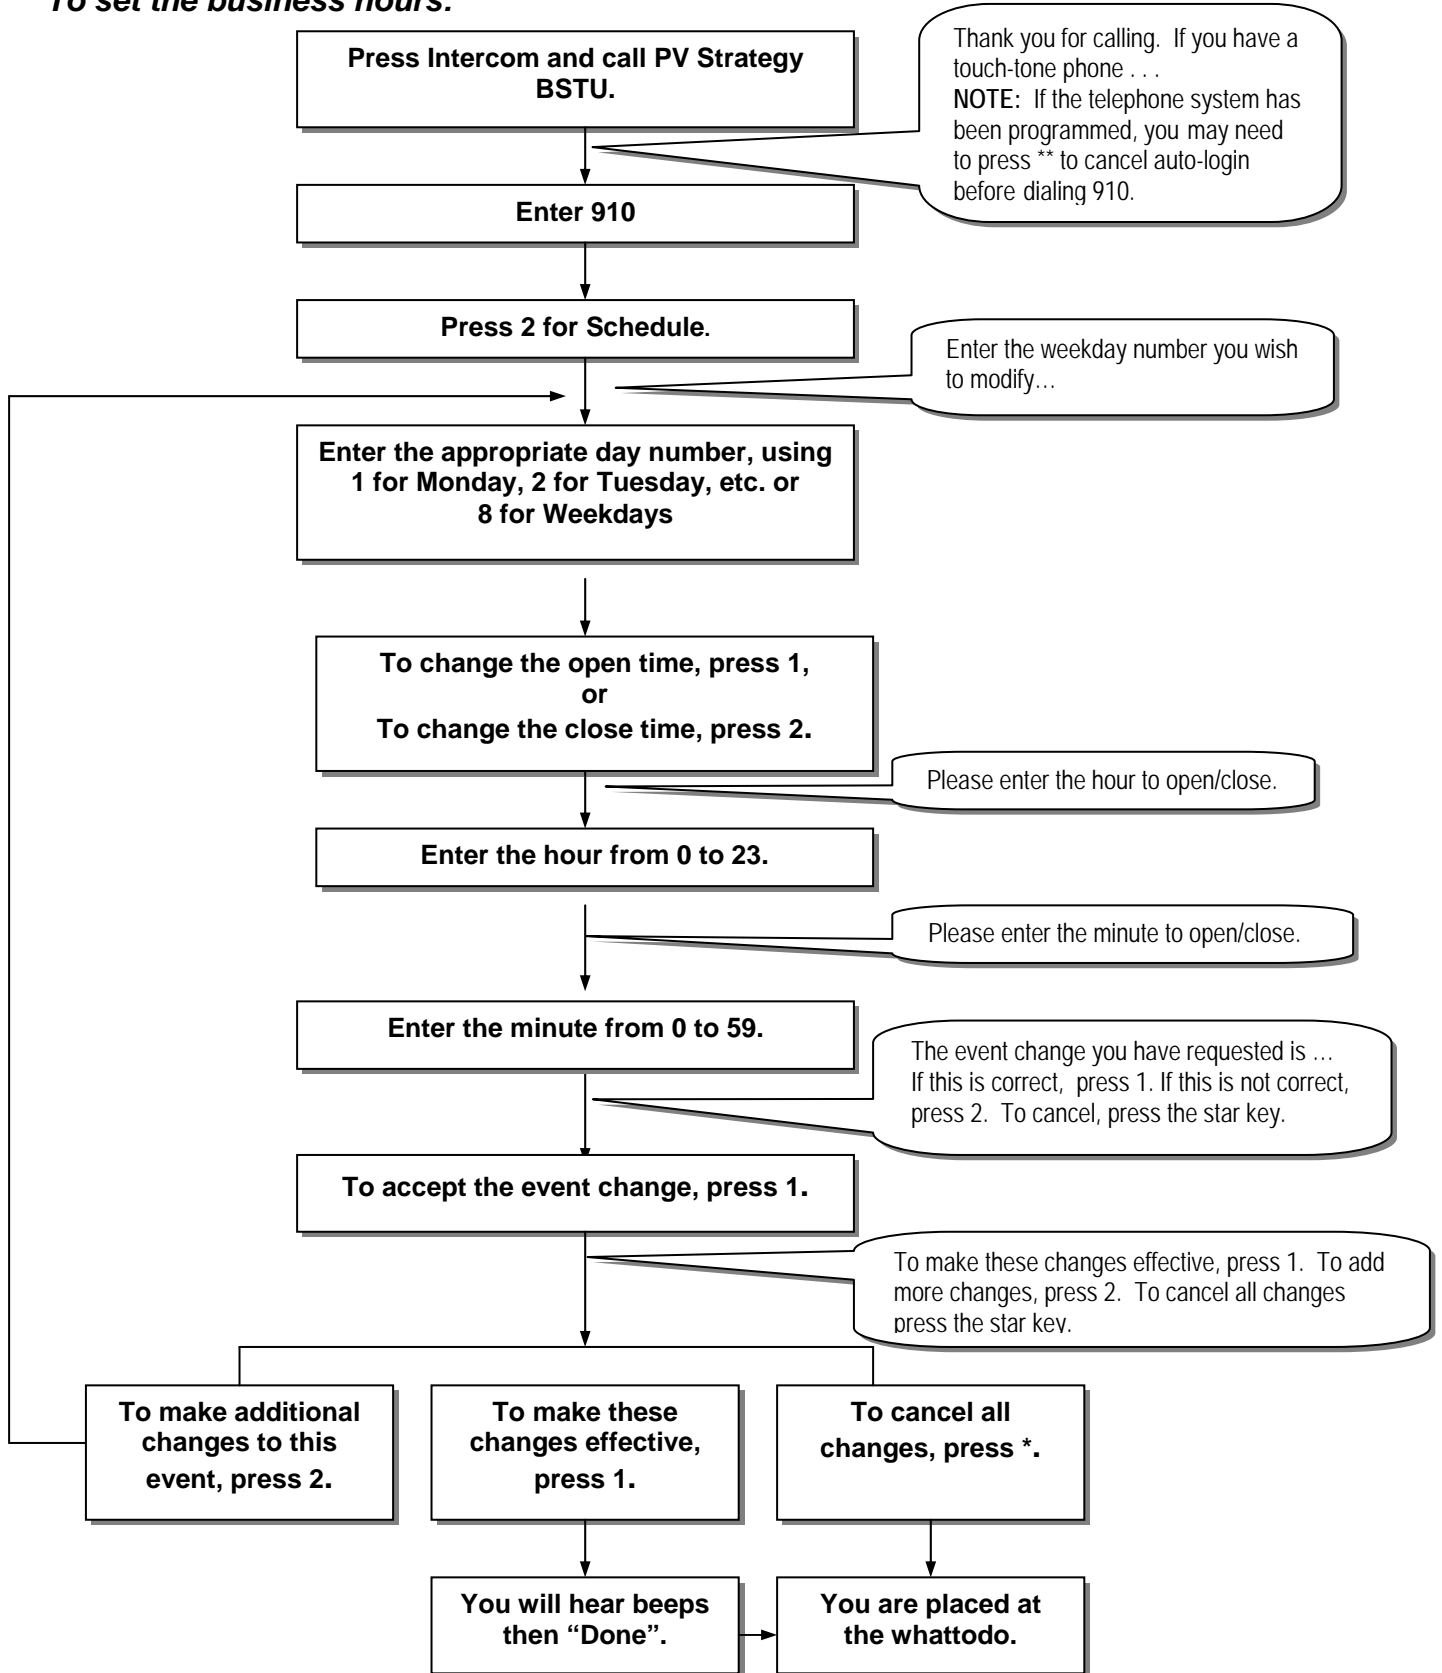 To set the business hours:
Press Intercom and call PV Strategy
BSTU.
Thank you for calling.  If you have a
touch-tone phone . . .
NOTE:  If the telephone system has
been programmed, you may need
to press ** to cancel auto-login
before dialing 910.
Enter 910
Press 2 for Schedule.
Enter the weekday number you wish
to modify…
Enter the appropriate day number, using
1 for Monday, 2 for Tuesday, etc. or
8 for Weekdays
To change the open time, press 1,
or
To change the close time, press 2.
Please enter the hour to open/close.
Enter the hour from 0 to 23.
Please enter the minute to open/close.
Enter the minute from 0 to 59.
The event change you have requested is …
If this is correct,  press 1. If this is not correct,
press 2.  To cancel, press the star key.
To accept the event change, press 1.
To make these changes effective, press 1.  To add
more changes, press 2.  To cancel all changes
press the star key.
To make additional
changes to this
event, press 2.
To make these
changes effective,
press 1.
To cancel all
changes, press *.
You will hear beeps
then “Done”.
You are placed at
the whattodo.